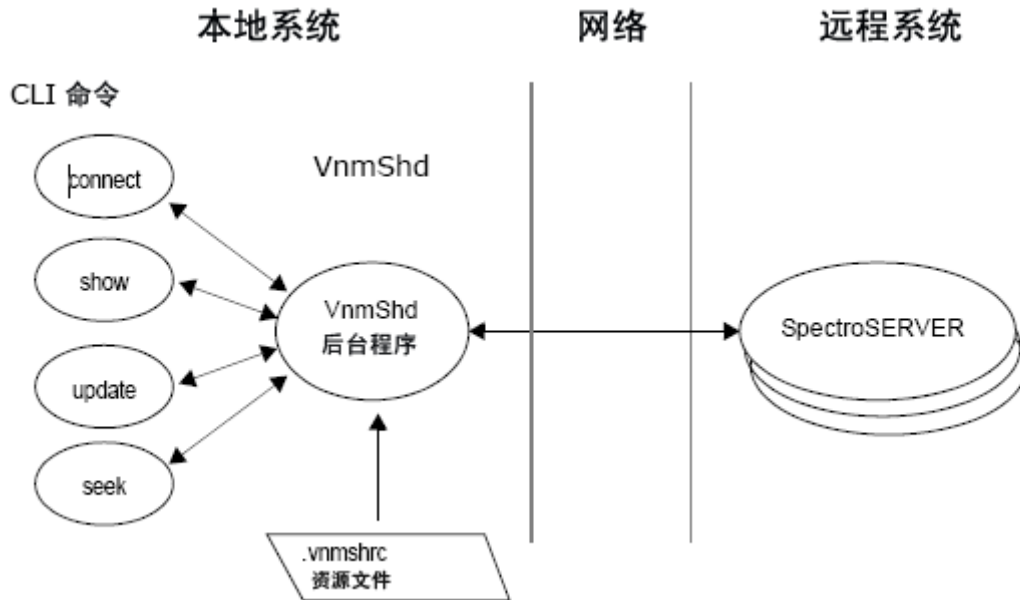 本地系统
网络
远程系统
CLI 命令
VnmShd
connect
show
update
seek
VnmShd
后台程序
SpectroSERVER
.vnmshrc
资源文件